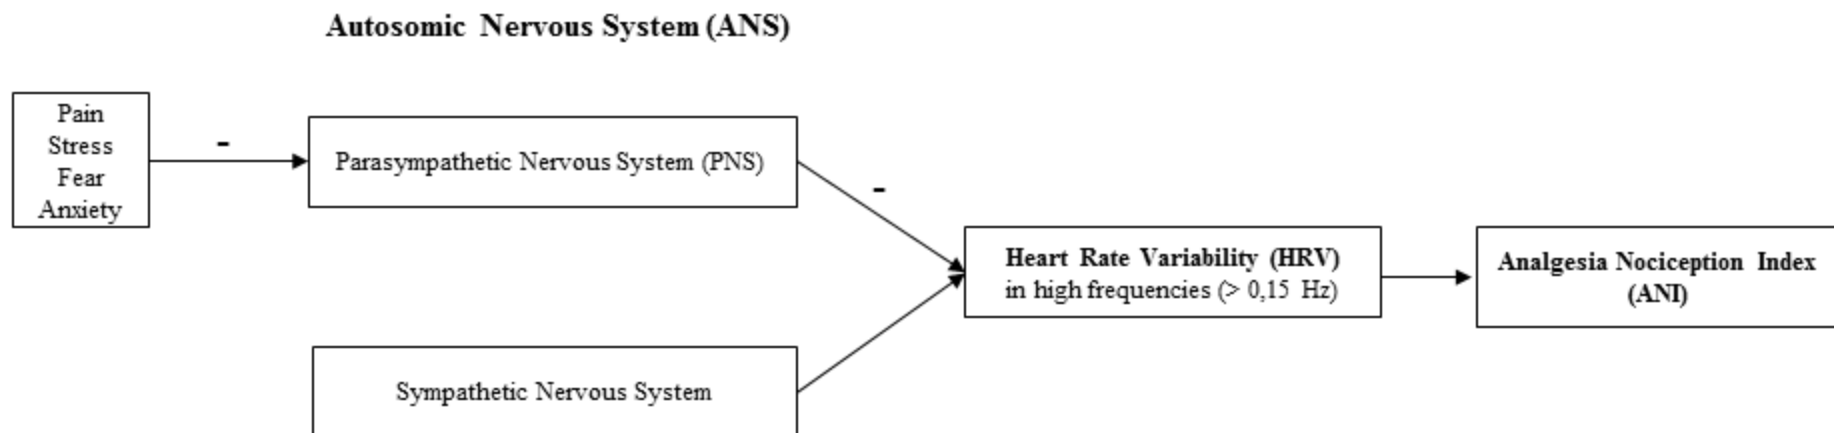 Autosomic Nervous System (ANS)
Pain
Stress
Fear
Anxiety
-
Parasympathetic Nervous System (PNS)
-
Heart Rate Variability (HRV)
in high frequencies (> 0,15 Hz)
Analgesia Nociception Index
(ANI)
Sympathetic Nervous System